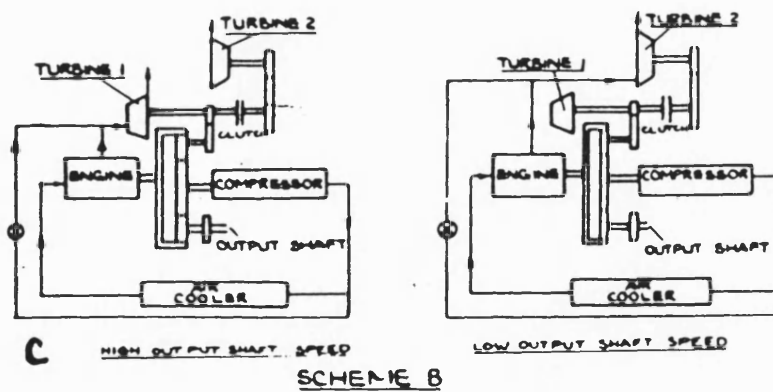 TURBINE 2
TURBINE 1
CLUTCH
ENGINE
COMPRESSOR
OUTPUT SHAFT
AIR
COOLER
C
HIGH OUTPUT SHAFT SPEED
TURBINE 2
TURBINE 1
CLUTCH
ENGINE
COMPRESSOR
OUTPUT SHAFT
AIR
COOLER
LOW OUTPUT SHAFT SPEED
SCHEME B